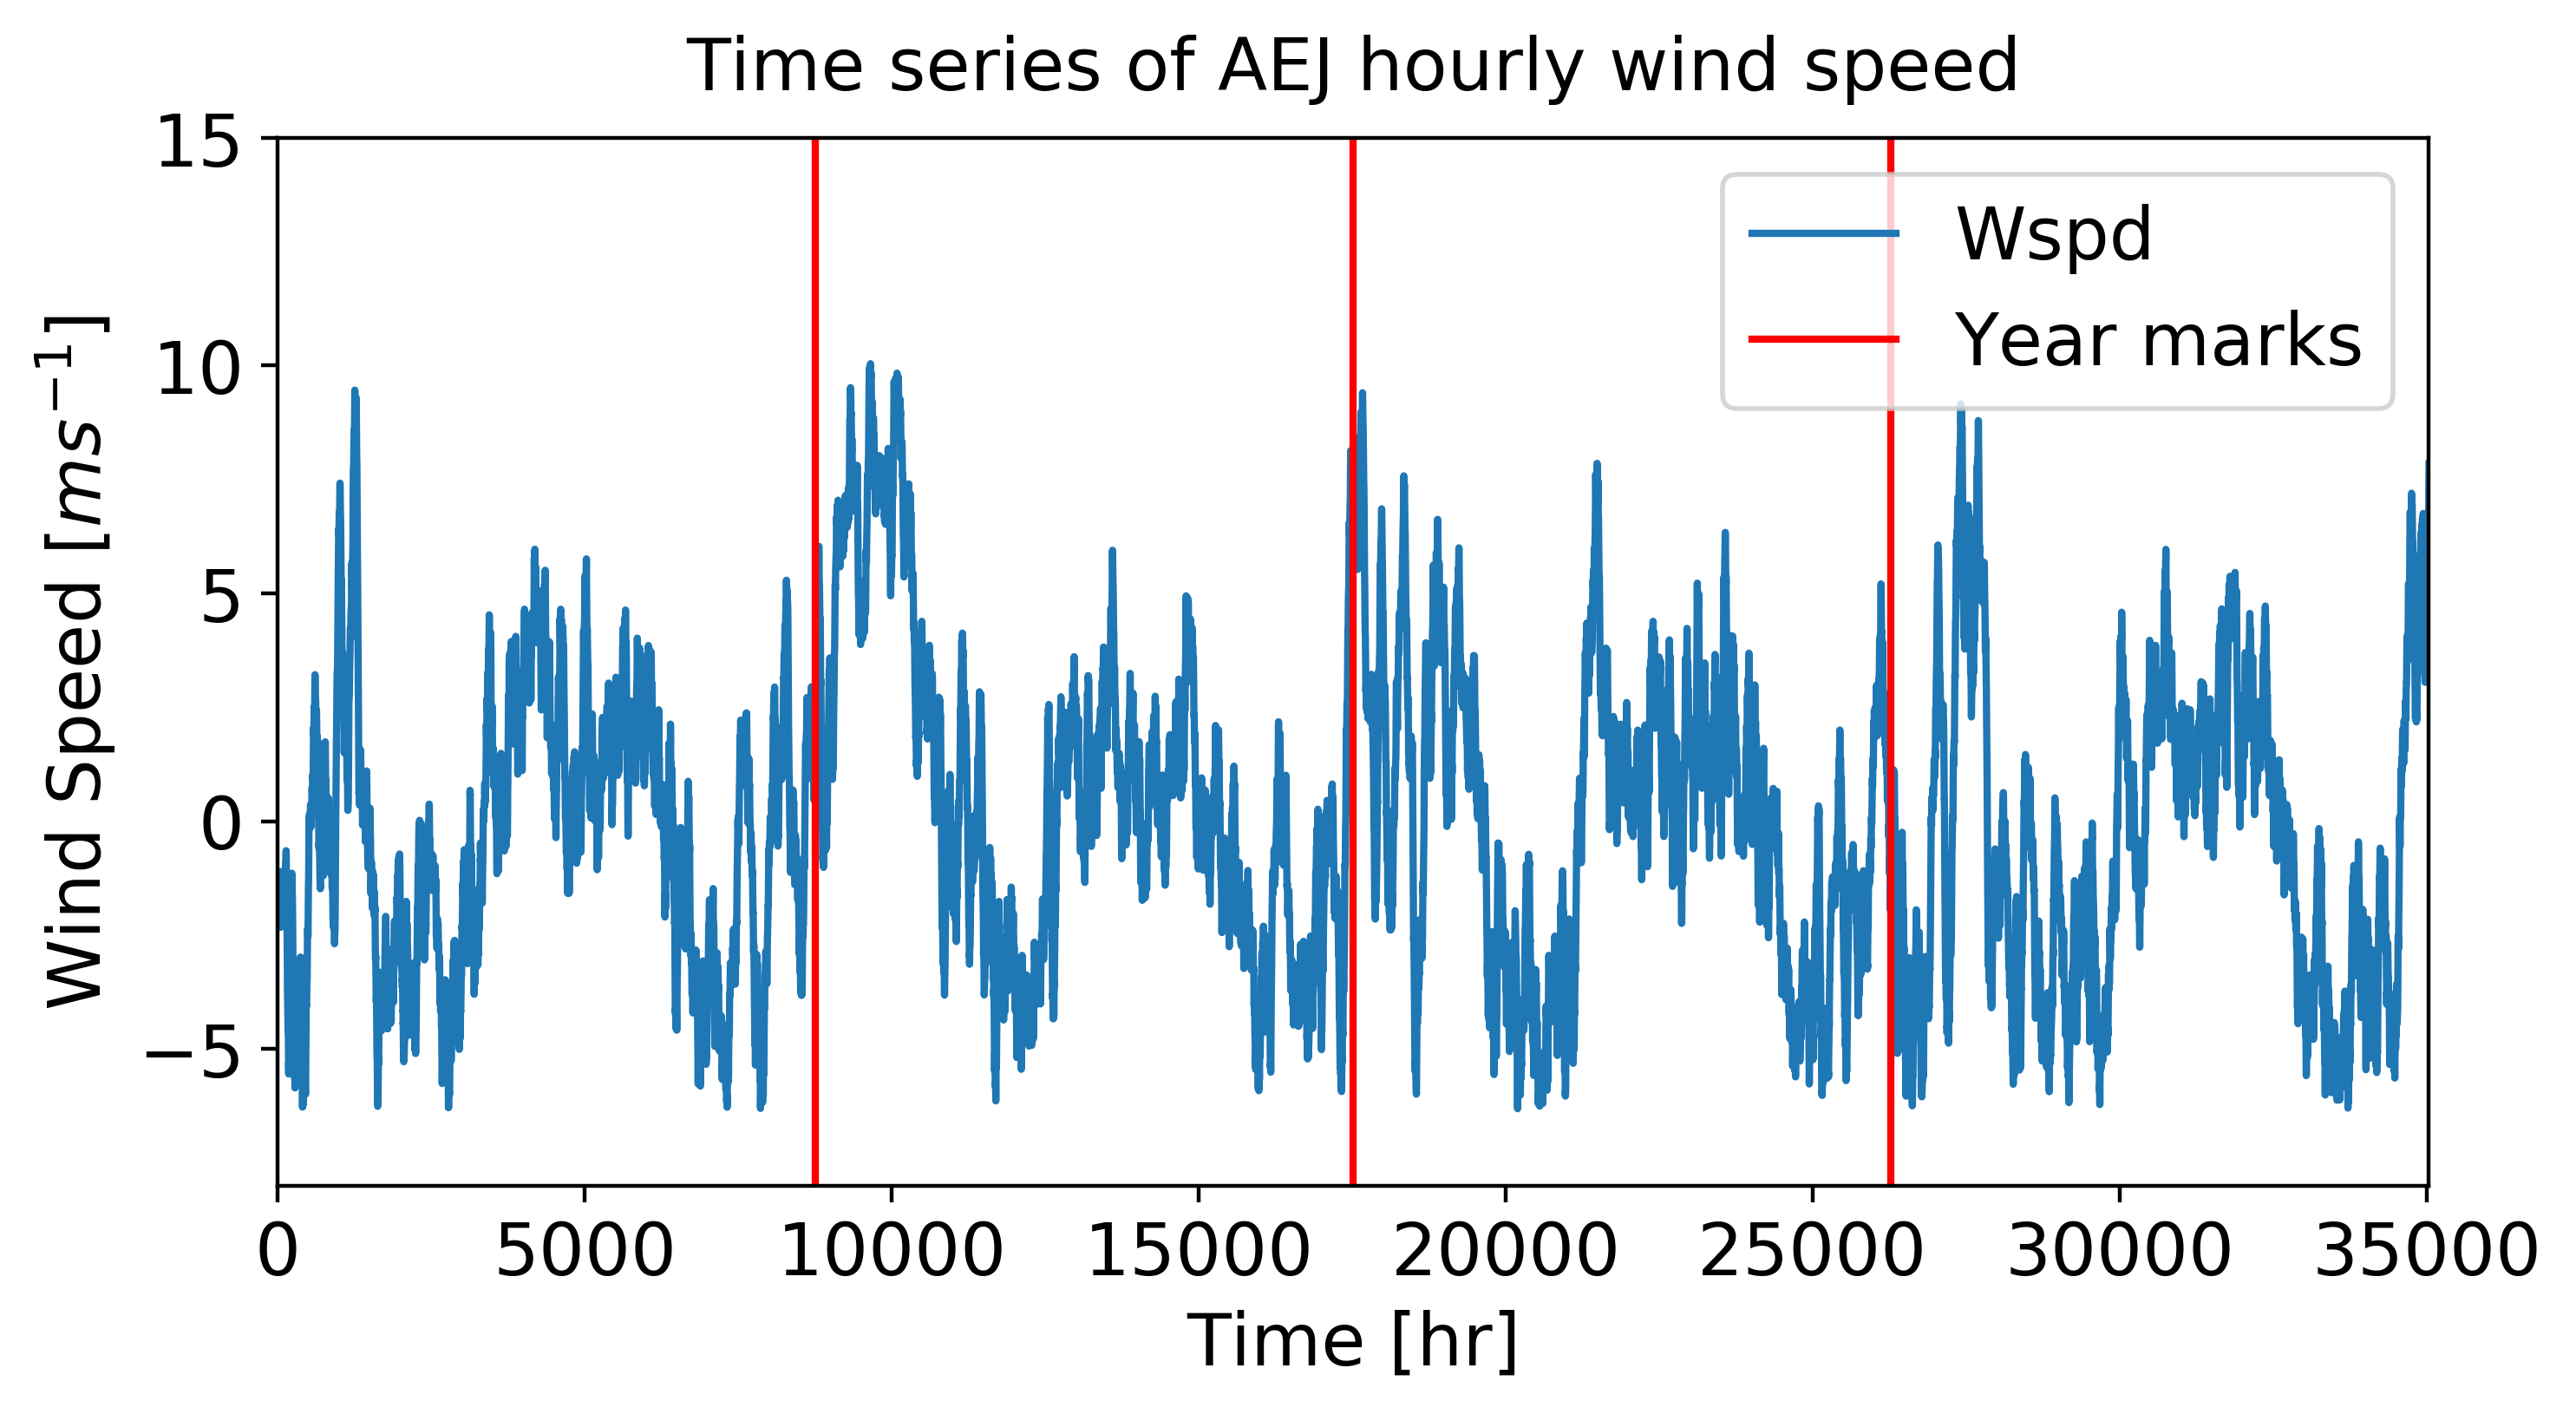 Time series of AEJ hourly wind speed
15
10
5
0
−5
Wind Speed [ms⁻¹]
Wspd
Year marks
0 5000 10000 15000 20000 25000 30000 35000
Time [hr]